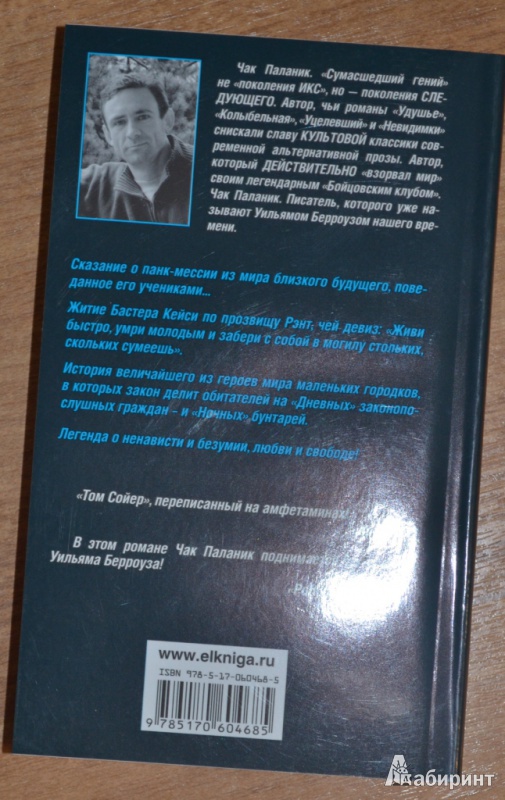 Чак Паланик. «Сумасшедший гений»
не «поколения ИКС», но — поколения СЛЕ-
ДУЮЩЕГО. Автор, чьи романы «Удушье»,
«Колыбельная», «Уцелевший» и «Невидимки»
снискали славу КУЛЬТОВОЙ классики сов-
ременной альтернативной прозы. Автор,
который ДЕЙСТВИТЕЛЬНО «взорвал мир»
своим легендарным «Бойцовским клубом».
Чак Паланик. Писатель, которого уже на-
зывают Уильямом Берроузом нашего вре-
мени.
Сказание о панк-мессии из мира близкого будущего, пове-
данное его учениками...
Житие Бастера Кейси по прозвищу Рэнт, чей девиз: «Живи
быстро, умри молодым и забери с собой в могилу стольких,
скольких сумеешь».
История величайшего из героев мира маленьких городков,
в которых закон делит обитателей на «Дневных» законопо-
слушных граждан – и «Ночных» бунтарей.
Легенда о ненависти и безумии, любви и свободе!
«Том Сойер», переписанный на амфетаминах!
В этом романе Чак Паланик поднимае
Уильяма Берроуза!
www.elkniga.ru
ISBN 978-5-17-060468-5
9 785170 604685
Лабиринт